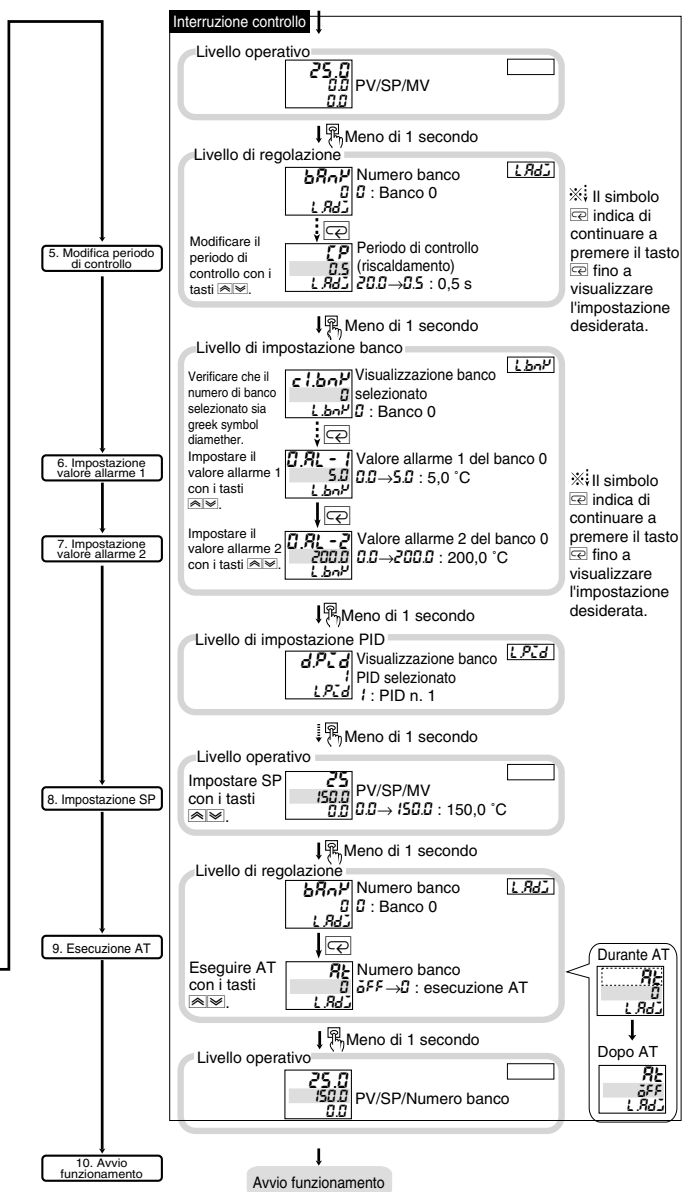 Interruzione controllo
Livello operativo
25.0
0.0
0.0
PV/SP/MV
Meno di 1 secondo
Livello di regolazione
bAnK
0
L.AdJ
Numero banco
0 : Banco 0
L.AdJ
5. Modifica periodo
di controllo
Modificare il
periodo di
controllo con i
tasti
CP
0.5
L.AdJ
Periodo di controllo
(riscaldamento)
20.0→0.5 : 0,5 s
※ Il simbolo
indica di
continuare a
premere il tasto
fino a
visualizzare
l'impostazione
desiderata.
Meno di 1 secondo
Livello di impostazione banco
Verificare che il
numero di banco
selezionato sia
greek symbol
diamether.
c1.bnK
0
L.bnK
Visualizzazione banco
selezionato
0 : Banco 0
L.bnK
6. Impostazione
valore allarme 1
Impostare il
valore allarme 1
con i tasti
.
0.AL-1
5.0
L.bnK
Valore allarme 1 del banco 0
0.0→5.0 : 5,0 ˚C
7. Impostazione
valore allarme 2
Impostare il
valore allarme 2
con i tasti .
0.AL-2
200.0
L.bnK
Valore allarme 2 del banco 0
0.0→200.0 : 200,0 ˚C
※ Il simbolo
indica di
continuare a
premere il tasto
fino a
visualizzare
l'impostazione
desiderata.
Meno di 1 secondo
Livello di impostazione PID
d.PID
1
L.PID
Visualizzazione banco
PID selezionato
1 : PID n. 1
L.PID
Meno di 1 secondo
Livello operativo
8. Impostazione SP
Impostare SP
con i tasti
.
25
150.0
0.0
PV/SP/MV
0.0→150.0 : 150,0 ˚C
Meno di 1 secondo
Livello di regolazione
bAnK
0
L.AdJ
Numero banco
0 : Banco 0
L.AdJ
9. Esecuzione AT
Eseguire AT
con i tasti
.
At
0
L.AdJ
Numero banco
oFF→0 : esecuzione AT
Durante AT
At
0
L.AdJ
Dopo AT
At
oFF
L.AdJ
Meno di 1 secondo
Livello operativo
25.0
150.0
0.0
PV/SP/Numero banco
10. Avvio
funzionamento
Avvio funzionamento